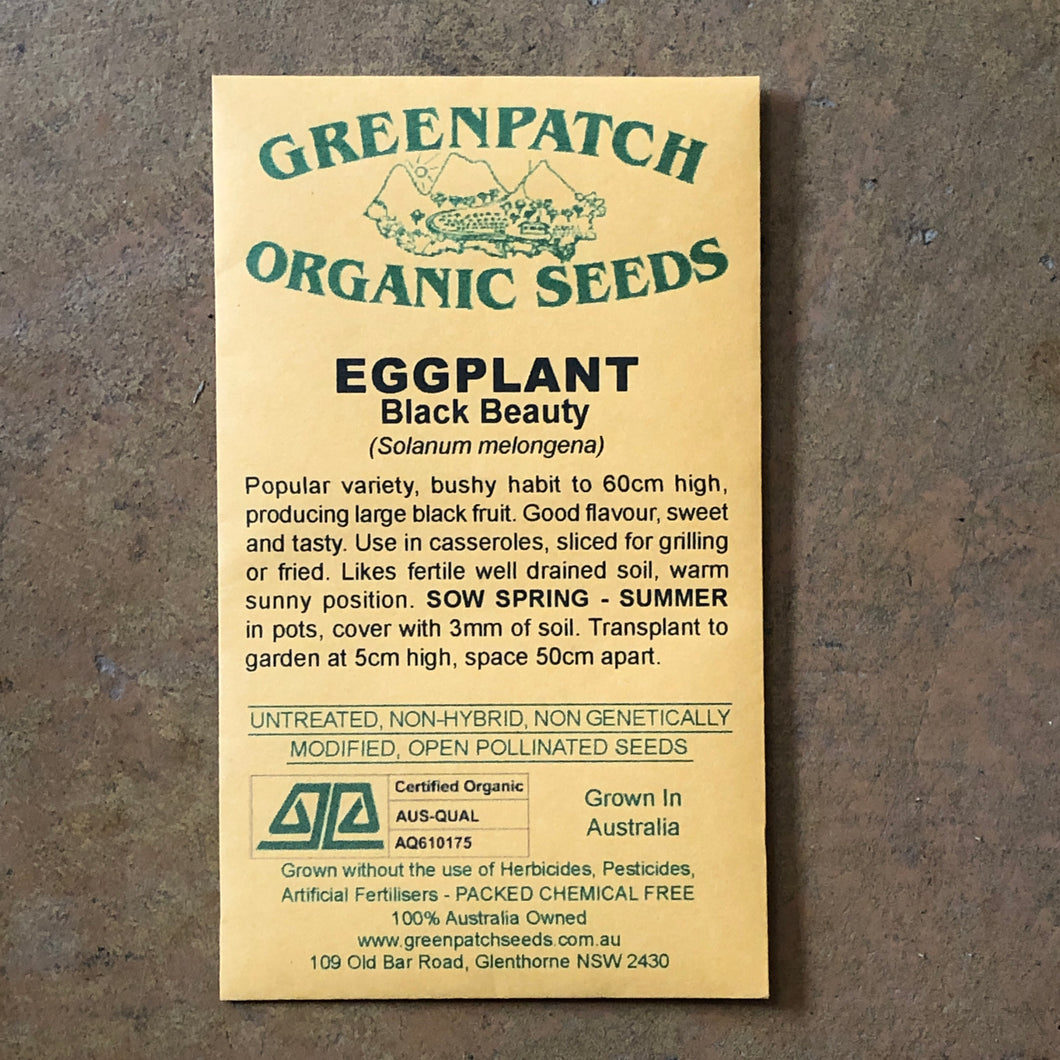 GREENPATCH
ORGANIC SEEDS
EGGPLANT
Black Beauty
(Solanum melongena)
Popular variety, bushy habit to 60cm high,
producing large black fruit. Good flavour, sweet
and tasty. Use in casseroles, sliced for grilling
or fried. Likes fertile well drained soil, warm
sunny position. SOW SPRING - SUMMER
in pots, cover with 3mm of soil. Transplant to
garden at 5cm high, space 50cm apart.
UNTREATED, NON-HYBRID, NON GENETICALLY
MODIFIED, OPEN POLLINATED SEEDS
Certified Organic
AUS-QUAL
AQ610175
Grown In
Australia
Grown without the use of Herbicides, Pesticides,
Artificial Fertilisers - PACKED CHEMICAL FREE
100% Australia Owned
www.greenpatchseeds.com.au
109 Old Bar Road, Glenthorne NSW 2430